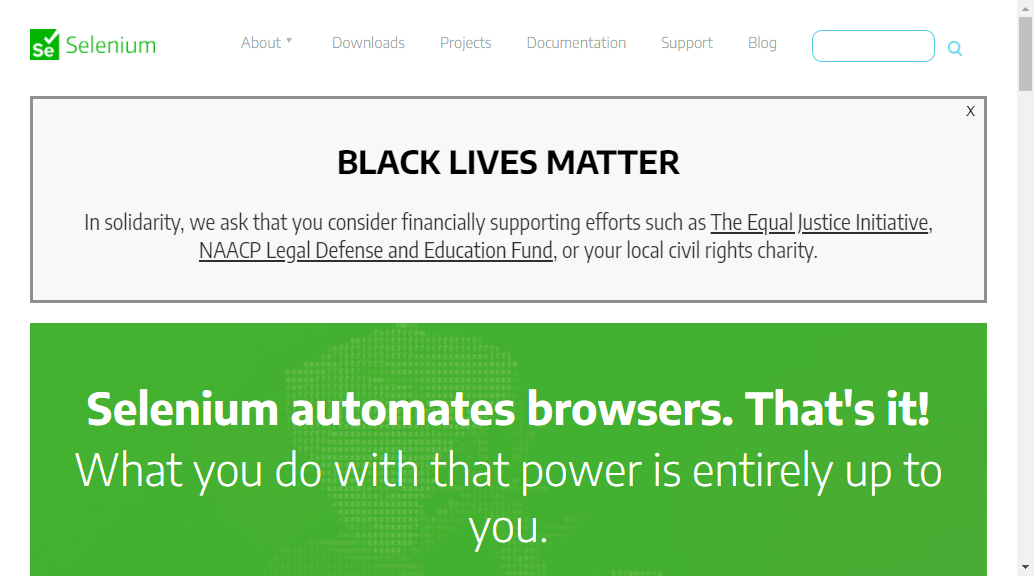 Se Selenium
About Downloads Projects Documentation Support Blog
X
BLACK LIVES MATTER
In solidarity, we ask that you consider financially supporting efforts such as The Equal Justice Initiative,
NAACP Legal Defense and Education Fund, or your local civil rights charity.
Selenium automates browsers. That's it!
What you do with that power is entirely up to
you.